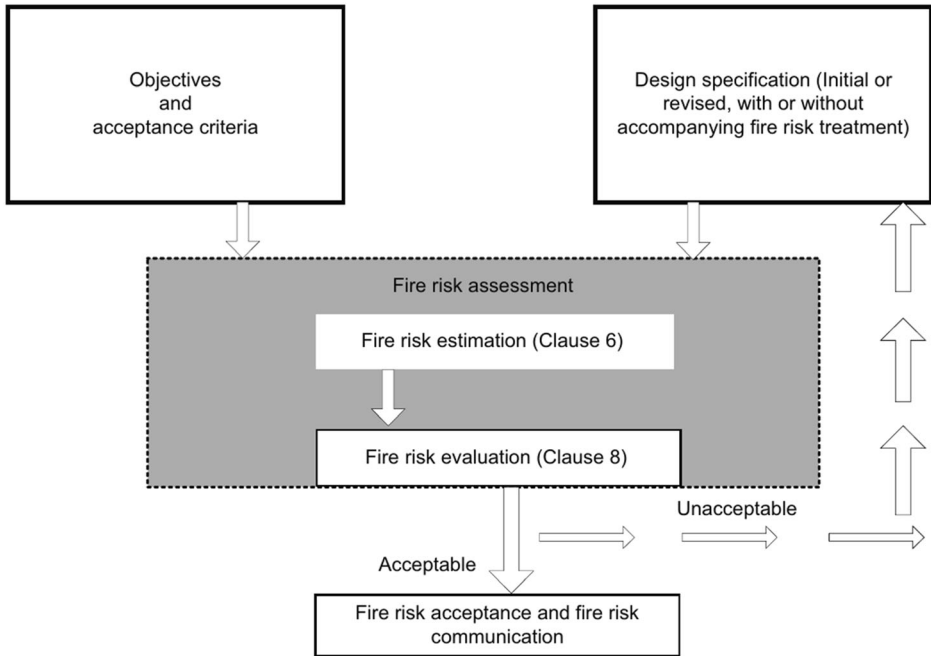 Objectives
and
acceptance criteria
Design specification (Initial or
revised, with or without
accompanying fire risk treatment)
Fire risk assessment
Fire risk estimation (Clause 6)
Fire risk evaluation (Clause 8)
Unacceptable
Acceptable
Fire risk acceptance and fire risk
communication